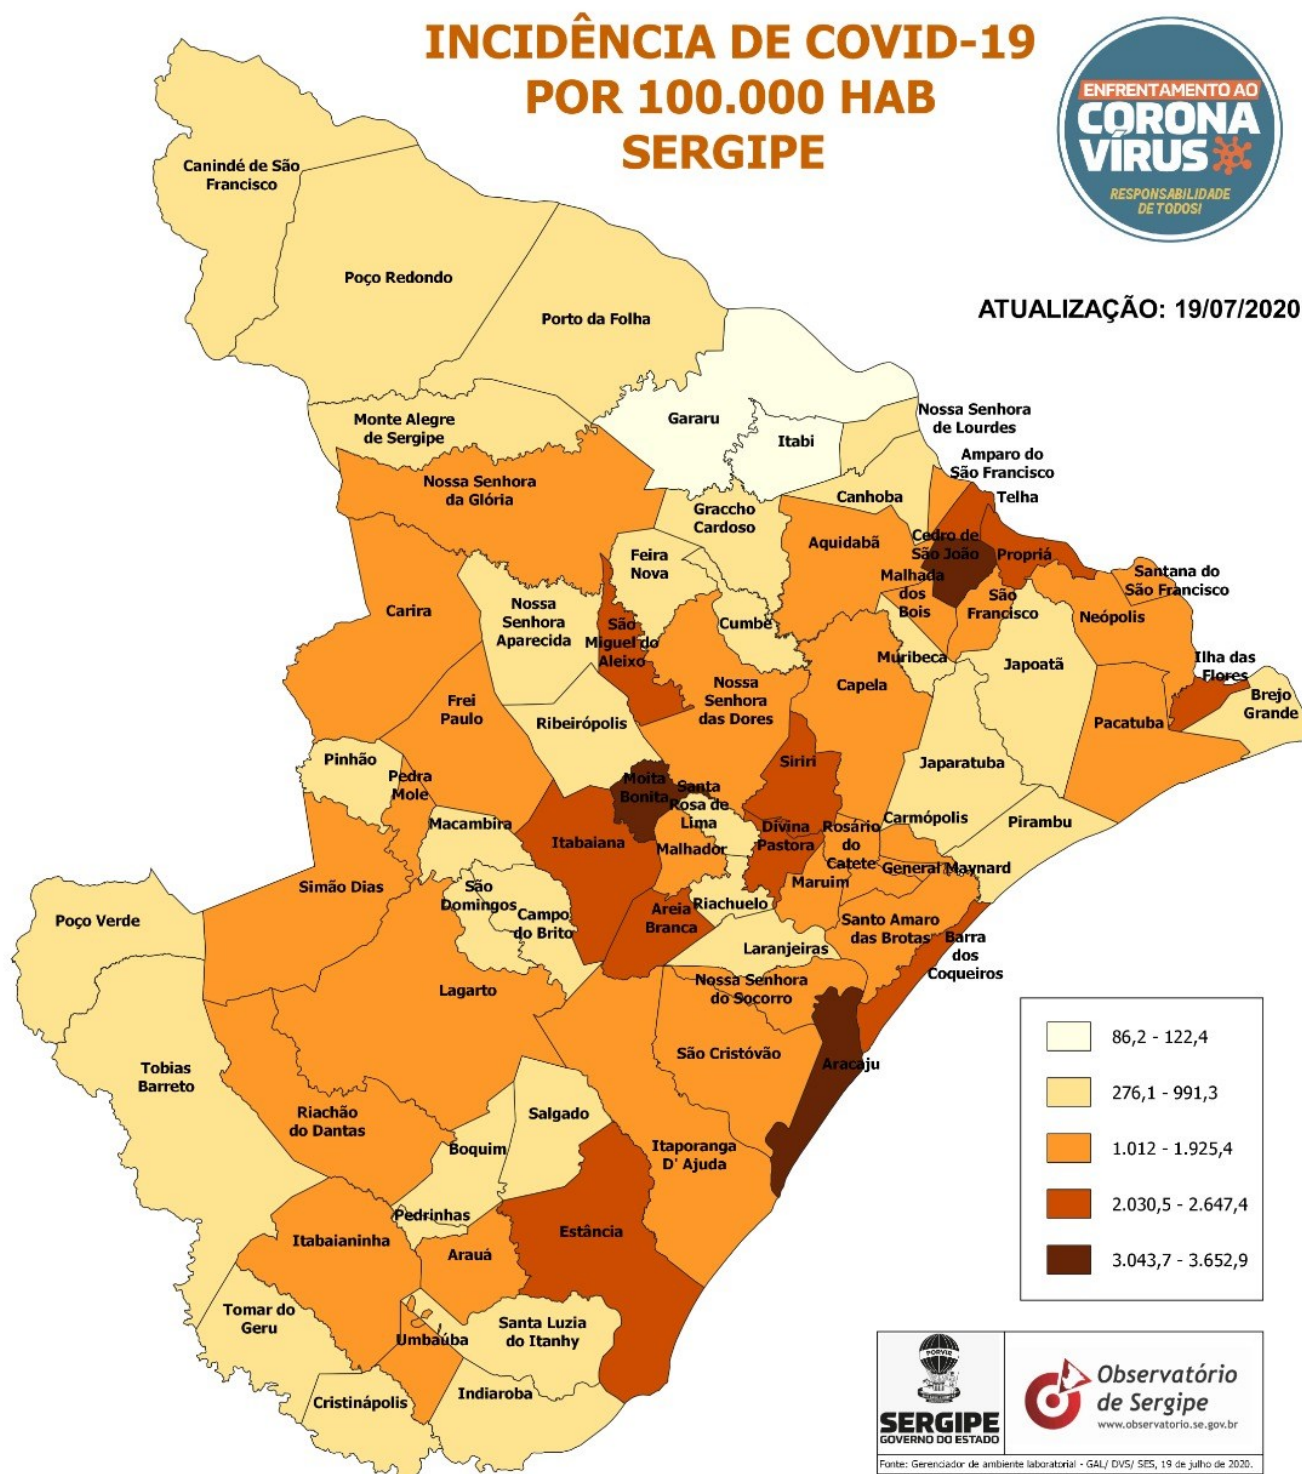 INCIDÊNCIA DE COVID-19
POR 100.000 HAB
SERGIPE
ENFRENTAMENTO AO
CORONA
VÍRUS
RESPONSABILIDADE
DE TODOS!
ATUALIZAÇÃO: 19/07/2020
Canindé de São
Francisco
Poço Redondo
Porto da Folha
Monte Alegre
de Sergipe
Gararu
Itabi
Nossa Senhora
de Lourdes
Amparo do
São Francisco
Telha
Nossa Senhora
da Glória
Canhoba
Graccho
Cardoso
Aquidabã
Cedro de
São João
Propriá
Feira
Nova
Malhada
dos
Bois
São
Francisco
Santana do
São Francisco
Neópolis
Carira
Nossa
Senhora
Aparecida
São
Miguel do
Aleixo
Cumbe
Muribeca
Japoatã
Ilha das
Flores
Brejo
Grande
Pacatuba
Frei
Paulo
Ribeirópolis
Nossa
Senhora
das Dores
Capela
Pinhão
Pedra
Mole
Moita
Bonita
Santa
Rosa de
Lima
Siriri
Japaratuba
Macambira
Itabaiana
Malhador
Divina
Pastora
Rosário
do
Catete
Carmópolis
Pirambu
General Maynard
Simão Dias
São
Domingos
Campo
do Brito
Areia
Branca
Riachuelo
Maruim
Santo Amaro
das Brotas
Barra
dos
Coqueiros
Poço Verde
Laranjeiras
Lagarto
Nossa Senhora
do Socorro
São Cristóvão
Aracaju
Tobias
Barreto
Riachão
do Dantas
Salgado
Boquim
Itaporanga
D' Ajuda
Pedrinhas
Itabaianinha
Arauá
Estância
Tomar do
Geru
Umbaúba
Santa Luzia
do Itanhy
Cristinápolis
Indiaroba
86,2 - 122,4
276,1 - 991,3
1.012 - 1.925,4
2.030,5 - 2.647,4
3.043,7 - 3.652,9
PORVIR
SERGIPE
GOVERNO DO ESTADO
Observatório
de Sergipe
www.observatorio.se.gov.br
Fonte: Gerenciador de ambiente laboratorial - GAL/ DVS/ SES, 19 de julho de 2020.